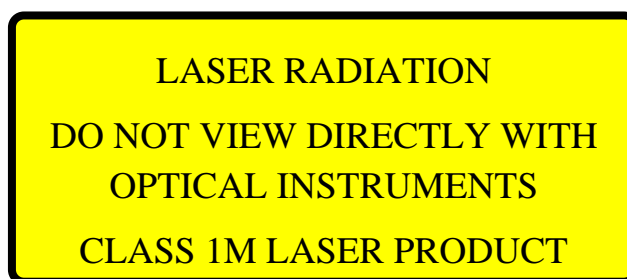 LASER RADIATION
DO NOT VIEW DIRECTLY WITH
OPTICAL INSTRUMENTS
CLASS 1M LASER PRODUCT